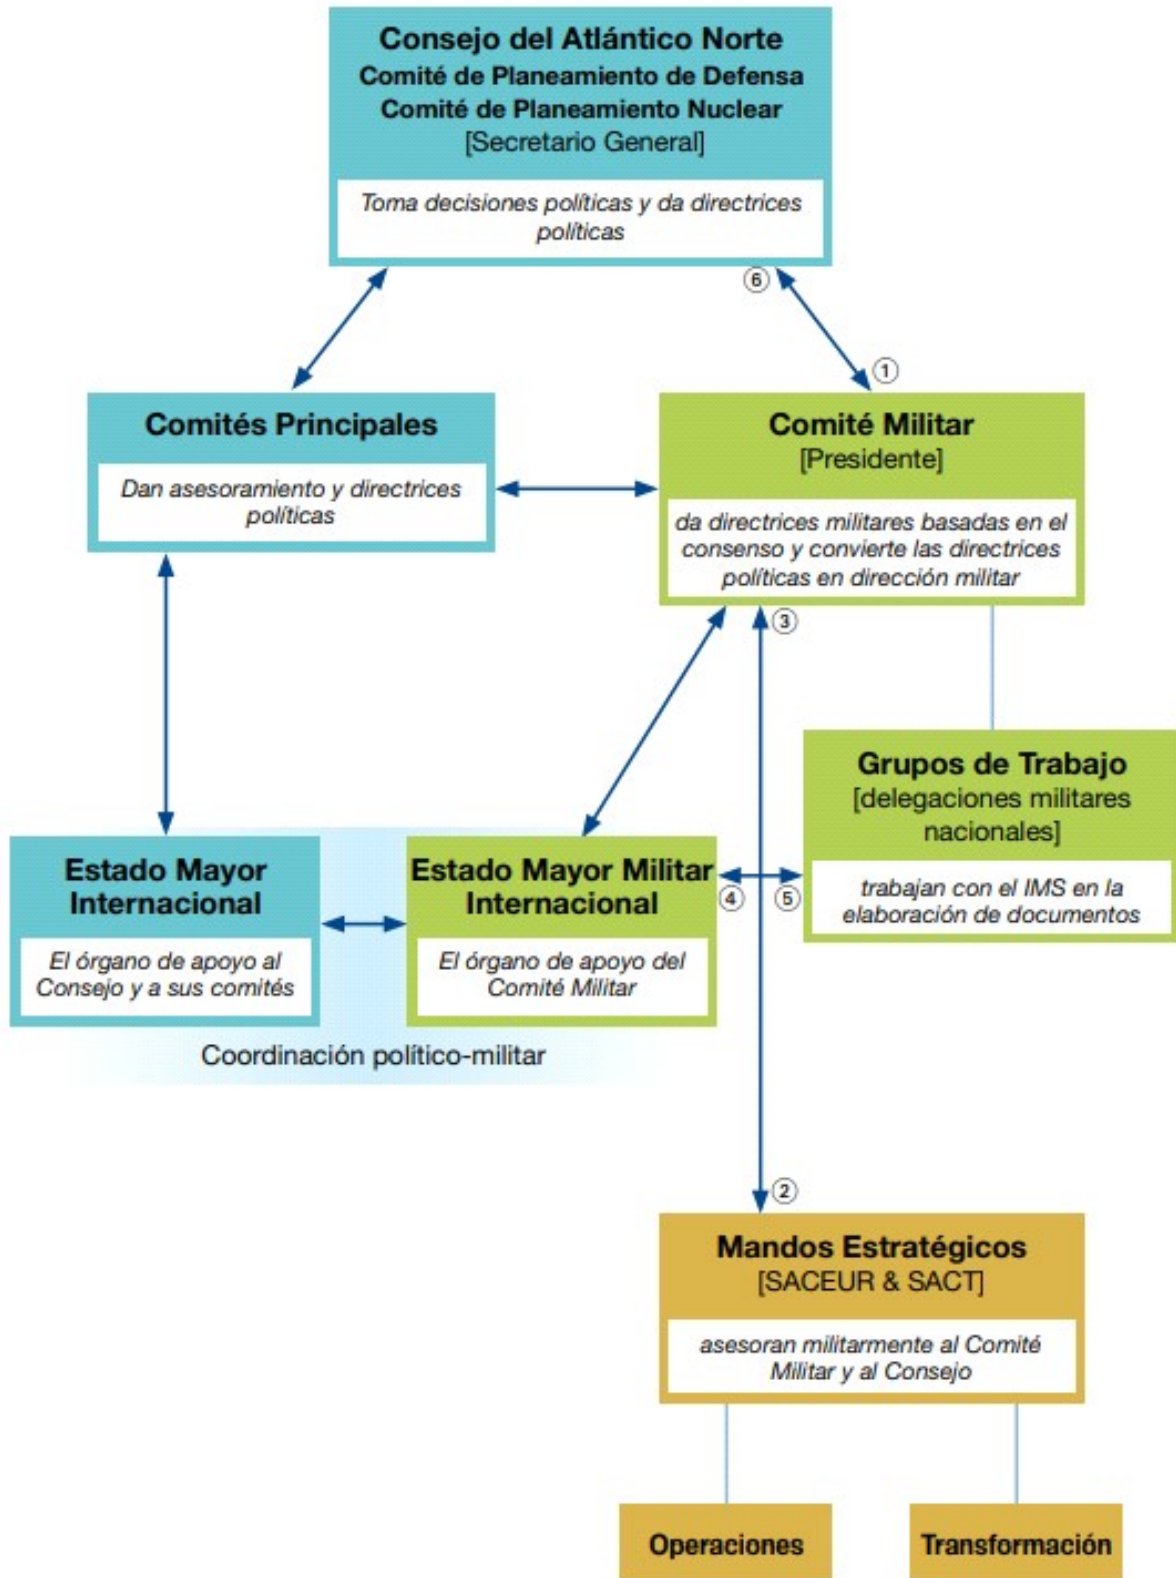 Consejo del Atlántico Norte
Comité de Planeamiento de Defensa
Comité de Planeamiento Nuclear
[Secretario General]
Toma decisiones políticas y da directrices
políticas
⑥
①
Comités Principales
Dan asesoramiento y directrices
políticas
Comité Militar
[Presidente]
da directrices militares basadas en el
consenso y convierte las directrices
políticas en dirección militar
③
Grupos de Trabajo
[delegaciones militares
nacionales]
trabajan con el IMS en la
elaboración de documentos
Estado Mayor
Internacional
El órgano de apoyo al
Consejo y a sus comités
Estado Mayor Militar
Internacional
El órgano de apoyo del
Comité Militar
④
⑤
Coordinación político-militar
②
Mandos Estratégicos
[SACEUR & SACT]
asesoran militarmente al Comité
Militar y al Consejo
Operaciones
Transformación